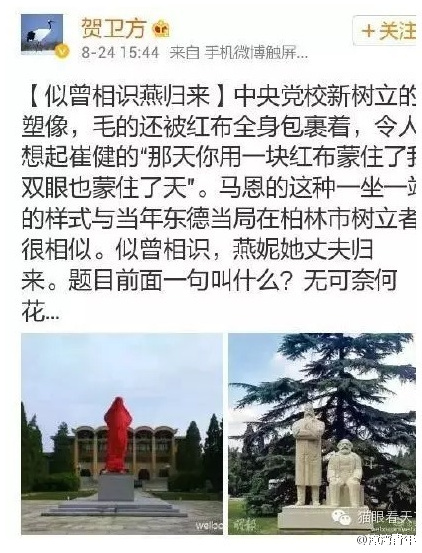 贺卫方
+关注
8-24 15:44 来自 手机微博触屏...
【似曾相识燕归来】中央党校新树立的
塑像，毛的还被红布全身包裹着，令人
想起崔健的“那天你用一块红布蒙住了我
双眼也蒙住了天”。马恩的这种一坐一站
的样式与当年东德当局在柏林市树立者
很相似。似曾相识，燕妮她丈夫归
来。题目前面一句叫什么？无可奈何
花...
明报
猫眼看天下